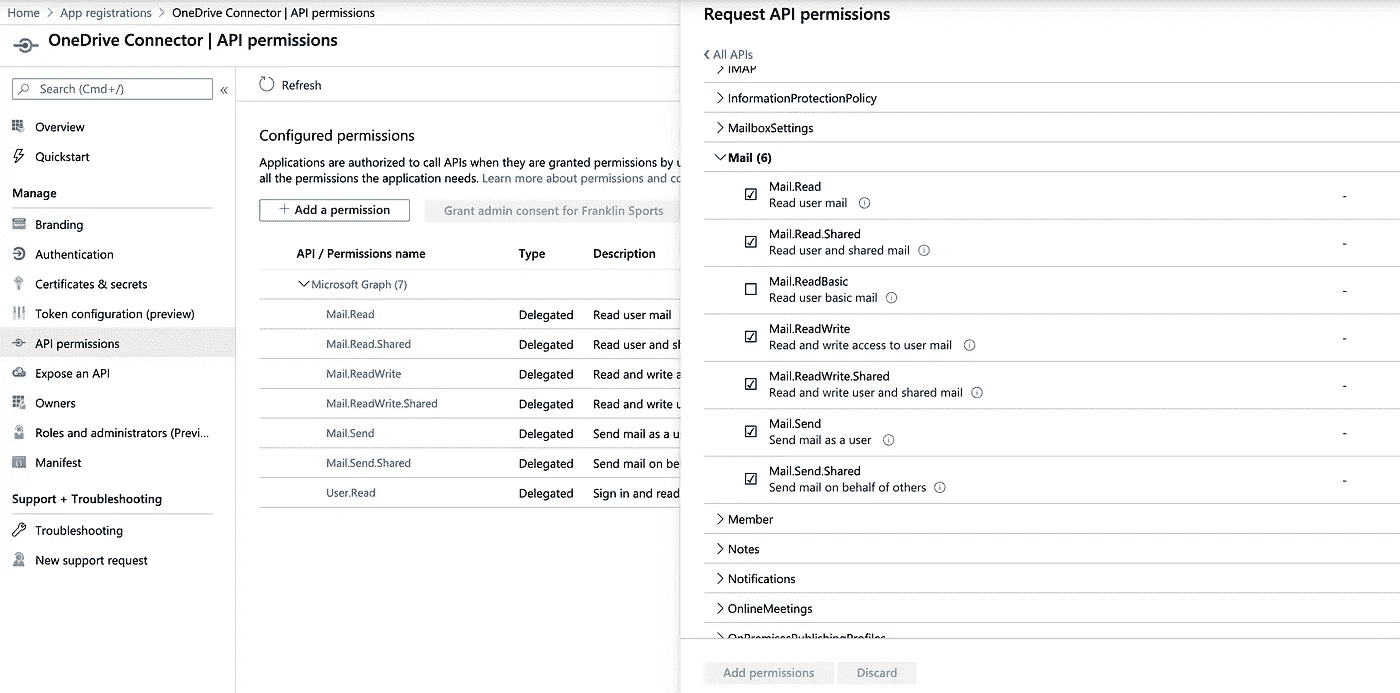 Home > App registrations > OneDrive Connector | API permissions
OneDrive Connector | API permissions
Search (Cmd+/)
«
Overview
Quickstart
Manage
Branding
Authentication
Certificates & secrets
Token configuration (preview)
API permissions
Expose an API
Owners
Roles and administrators (Previ...
Manifest
Support + Troubleshooting
Troubleshooting
New support request
Refresh
Configured permissions
Applications are authorized to call APIs when they are granted permissions by
all the permissions the application needs. Learn more about permissions and
+ Add a permission
Grant admin consent for Franklin Sports
API / Permissions name Type Description
Microsoft Graph (7)
Mail.Read Delegated Read user mail
Mail.Read.Shared Delegated Read user and
Mail.ReadWrite Delegated Read and write
Mail.ReadWrite.Shared Delegated Read and write
Mail.Send Delegated Send mail as a
Mail.Send.Shared Delegated Send mail on
User.Read Delegated Sign in and read
Request API permissions
All APIs
IMAP
InformationProtectionPolicy
MailboxSettings
Mail (6)
Mail.Read
Read user mail
-
Mail.Read.Shared
Read user and shared mail
-
Mail.ReadBasic
Read user basic mail
-
Mail.ReadWrite
Read and write access to user mail
-
Mail.ReadWrite.Shared
Read and write user and shared mail
-
Mail.Send
Send mail as a user
-
Mail.Send.Shared
Send mail on behalf of others
-
Member
Notes
Notifications
OnlineMeetings
OnPremisesPublishingProfiles
Add permissions
Discard